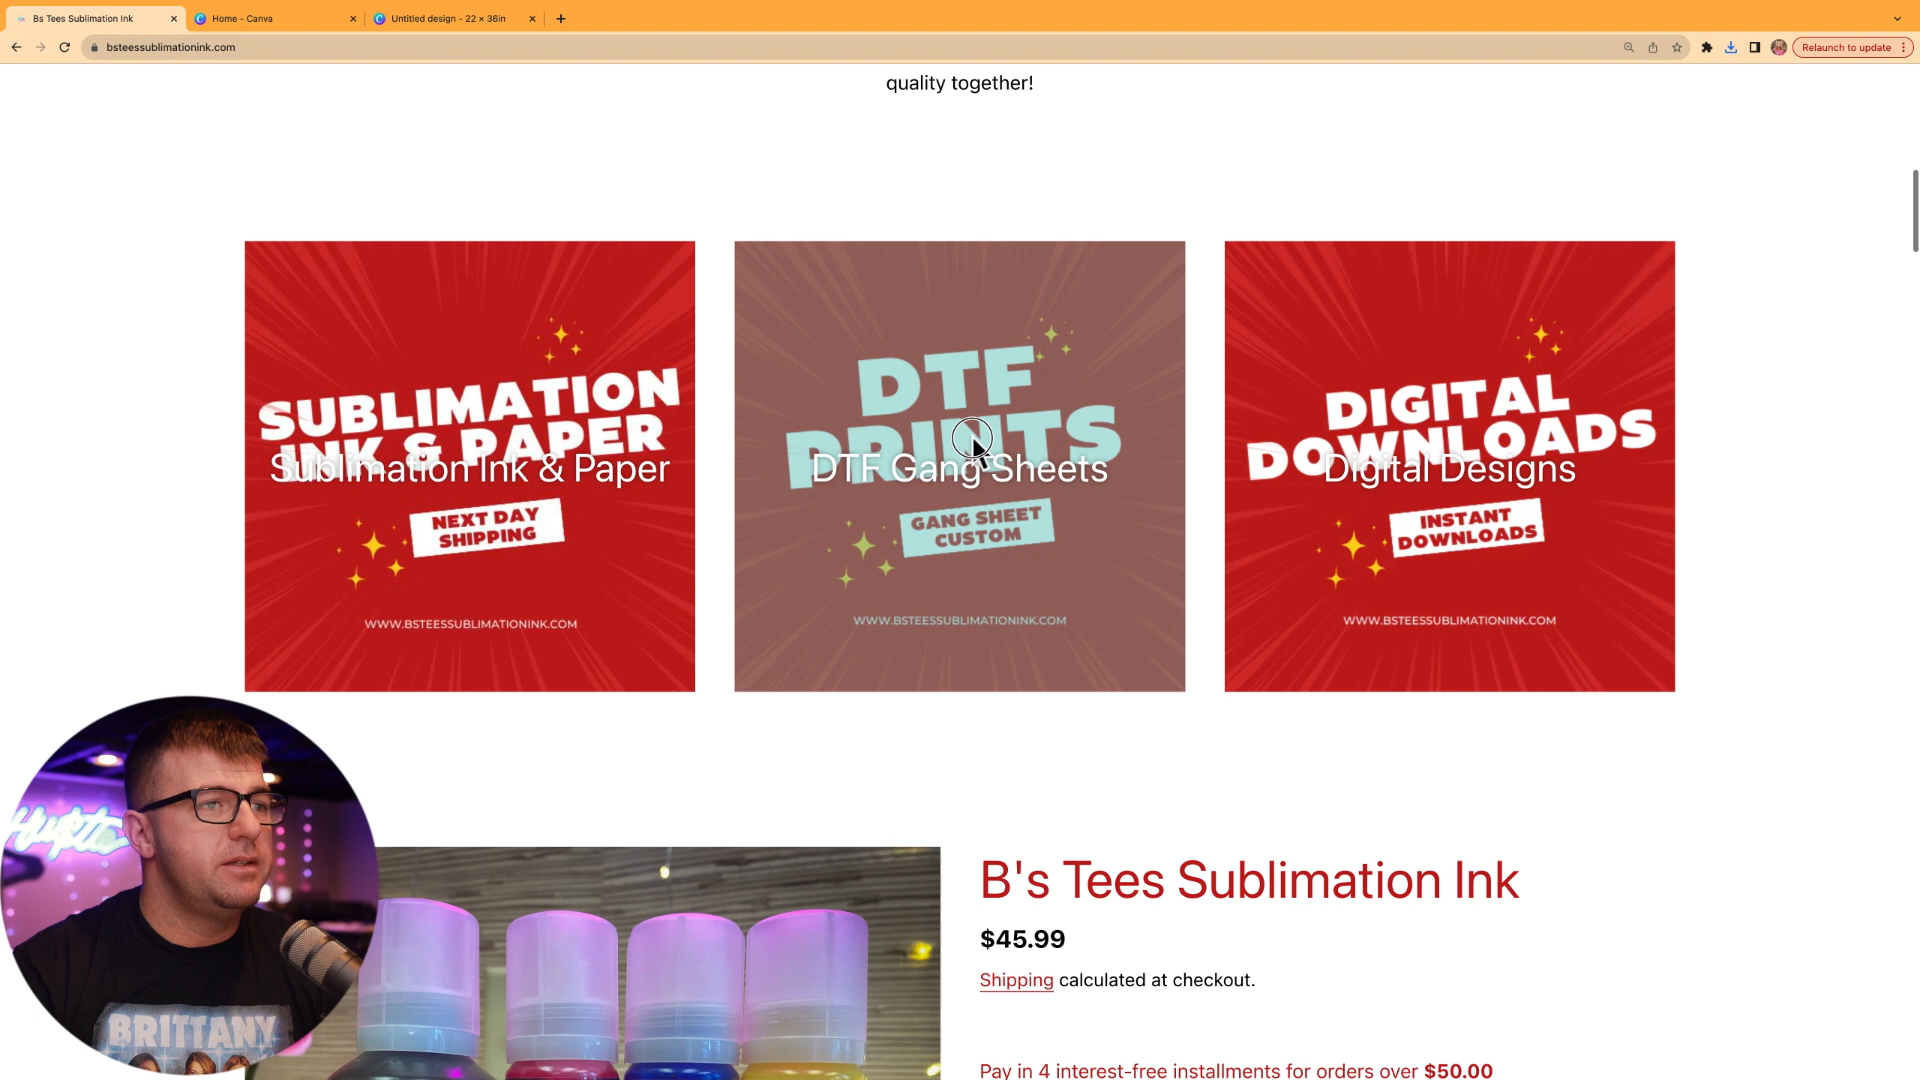 Bs Tees Sublimation Ink
Home - Canva
Untitled design - 22 × 36in
bsteessublimationink.com
Relaunch to update
quality together!
SUBLIMATION
INK & PAPER
Sublimation Ink & Paper
NEXT DAY
SHIPPING
WWW.BSTEESSUBLIMATIONINK.COM
DTF
PRINTS
DTF Gang Sheets
GANG SHEET
CUSTOM
WWW.BSTEESSUBLIMATIONINK.COM
DIGITAL
DOWNLOADS
Digital Designs
INSTANT
DOWNLOADS
WWW.BSTEESSUBLIMATIONINK.COM
B's Tees Sublimation Ink
$45.99
Shipping calculated at checkout.
Pay in 4 interest-free installments for orders over $50.00
BRITTANY